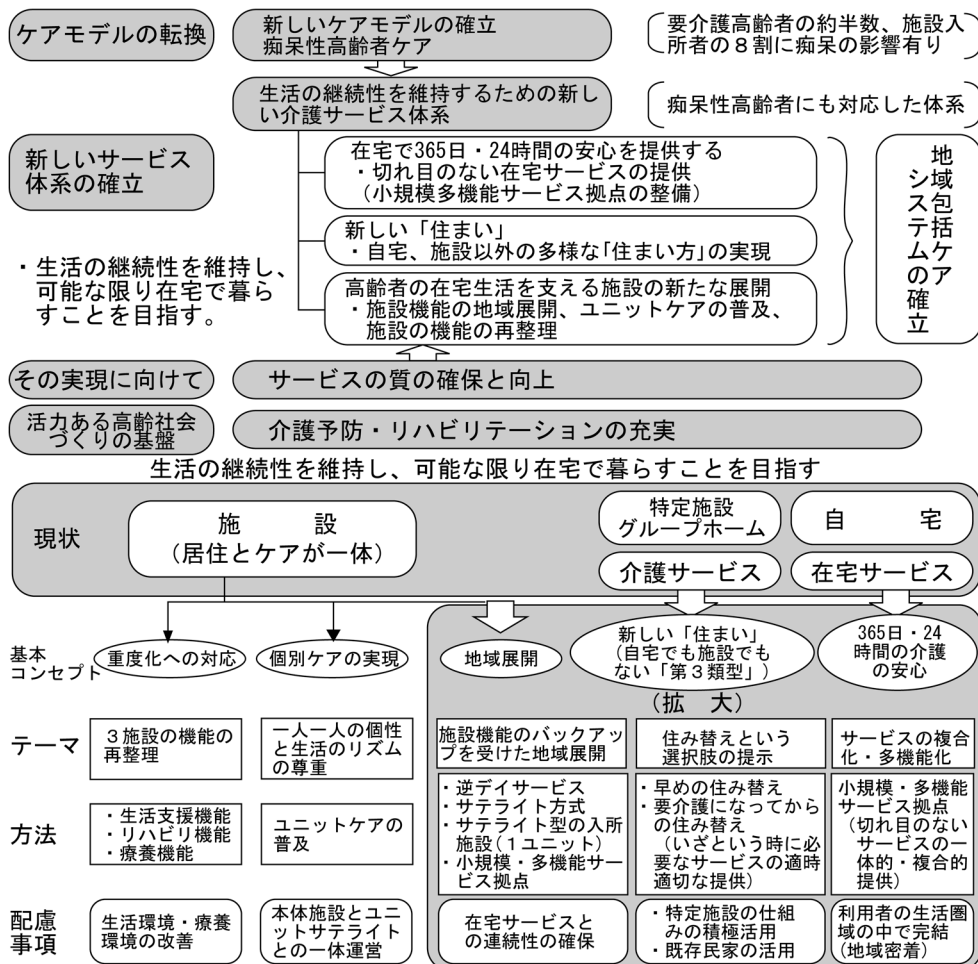 ケアモデルの転換
新しいケアモデルの確立
痴呆性高齢者ケア
要介護高齢者の約半数、施設入
所者の８割に痴呆の影響有り
生活の継続性を維持するための新し
い介護サービス体系
痴呆性高齢者にも対応した体系
新しいサービス
体系の確立
在宅で365日・24時間の安心を提供する
・切れ目のない在宅サービスの提供
(小規模多機能サービス拠点の整備)
新しい「住まい」
・自宅、施設以外の多様な｢住まい方｣の実現
高齢者の在宅生活を支える施設の新たな展開
・施設機能の地域展開、ユニットケアの普及、
施設の機能の再整理
地域包括ケア
システムの確立
・生活の継続性を維持し、
可能な限り在宅で暮ら
すことを目指す。
その実現に向けて
サービスの質の確保と向上
活力ある高齢社会
づくりの基盤
介護予防・リハビリテーションの充実
生活の継続性を維持し、可能な限り在宅で暮らすことを目指す
現状
施　設
(居住とケアが一体)
特定施設
グループホーム
自　宅
介護サービス
在宅サービス
基本
コンセプト
重度化への対応
個別ケアの実現
地域展開
新しい「住まい」
(自宅でも施設でも
ない「第３類型」)
(拡　大)
365日・24
時間の介護
の安心
テーマ
３施設の機能の
再整理
一人一人の個性
と生活のリズム
の尊重
施設機能のバックアッ
プを受けた地域展開
住み替えという
選択肢の提示
サービスの複合
化・多機能化
方法
・生活支援機能
・リハビリ機能
・療養機能
ユニットケアの
普及
・逆デイサービス
・サテライト方式
・サテライト型の入所
施設(１ユニット)
・小規模・多機能サー
ビス拠点
・早めの住み替え
・要介護になってから
の住み替え
(いざという時に必
要なサービスの適時
適切な提供)
小規模・多機能
サービス拠点
(切れ目のない
サービスの一
体的・複合的
提供)
配慮
事項
生活環境・療養
環境の改善
本体施設とユニ
ットサテライト
との一体運営
在宅サービスと
の連続性の確保
・特定施設の仕組
みの積極活用
・既存民家の活用
利用者の生活圏
域の中で完結
(地域密着)